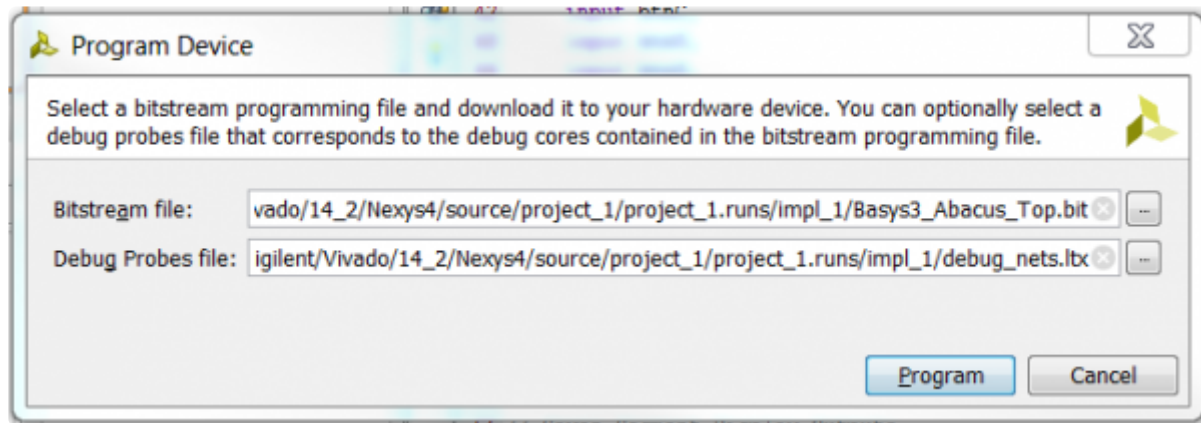 42 input btnC
Program Device
Select a bitstream programming file and download it to your hardware device. You can optionally select a
debug probes file that corresponds to the debug cores contained in the bitstream programming file.
Bitstream file: vado/14_2/Nexys4/source/project_1/project_1.runs/impl_1/Basys3_Abacus_Top.bit ...
Debug Probes file: igilent/Vivado/14_2/Nexys4/source/project_1/project_1.runs/impl_1/debug_nets.ltx ...
Program Cancel